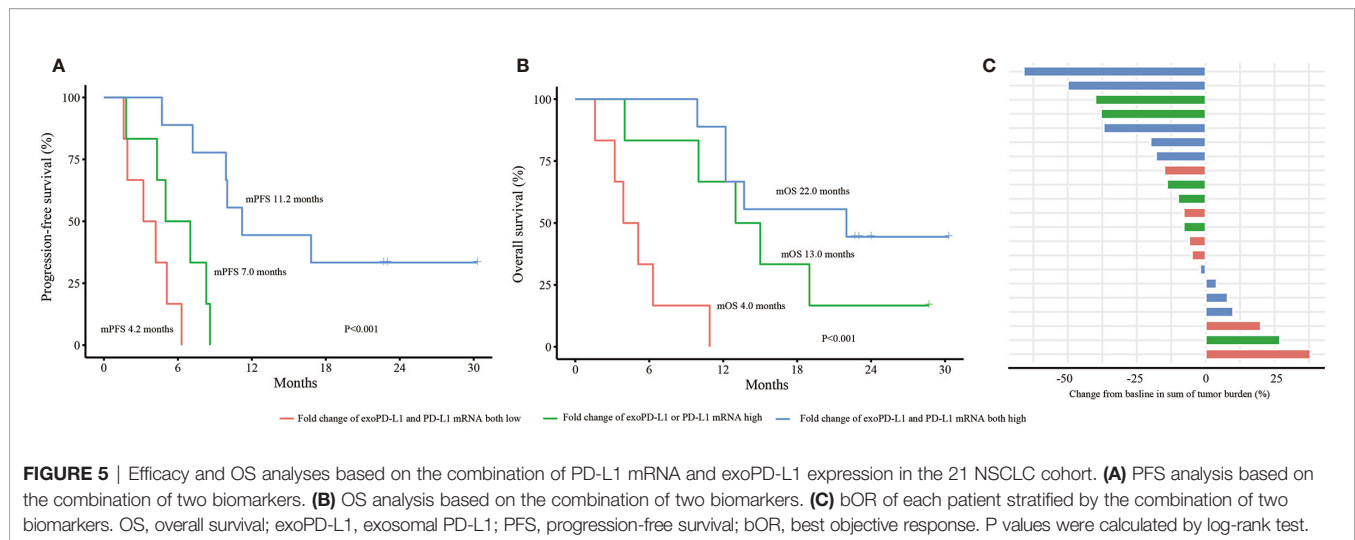 A
B
C
Progression-free survival (%)
100
75
50
25
0
mPFS 11.2 months
mPFS 7.0 months
mPFS 4.2 months
P<0.001
0 6 12 18 24 30
Months
Overall survival (%)
100
75
50
25
0
mOS 22.0 months
mOS 13.0 months
mOS 4.0 months
P<0.001
0 6 12 18 24 30
Months
-50 -25 0 25
Change from basline in sum of tumor burden (%)
Fold change of exoPD-L1 and PD-L1 mRNA both low
Fold change of exoPD-L1 or PD-L1 mRNA high
Fold change of exoPD-L1 and PD-L1 mRNA both high
FIGURE 5 | Efficacy and OS analyses based on the combination of PD-L1 mRNA and exoPD-L1 expression in the 21 NSCLC cohort. (A) PFS analysis based on
the combination of two biomarkers. (B) OS analysis based on the combination of two biomarkers. (C) bOR of each patient stratified by the combination of two
biomarkers. OS, overall survival; exoPD-L1, exosomal PD-L1; PFS, progression-free survival; bOR, best objective response. P values were calculated by log-rank test.